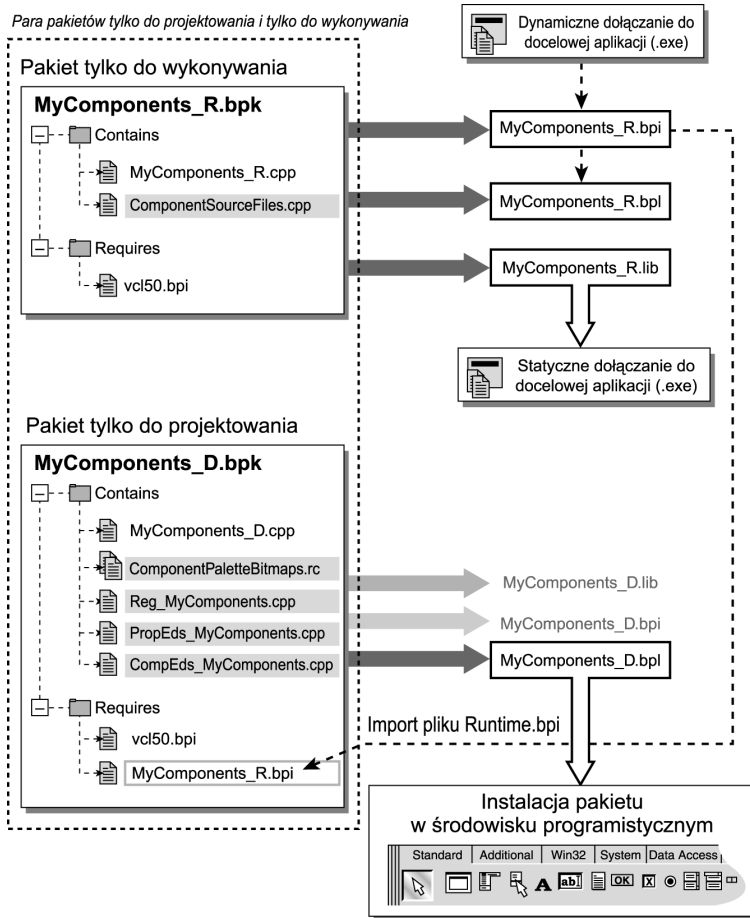 Para pakietów tylko do projektowania i tylko do wykonywania
Pakiet tylko do wykonywania
MyComponents_R.bpk
Contains
MyComponents_R.cpp
ComponentSourceFiles.cpp
Requires
vcl50.bpi
Dynamiczne dołączanie do
docelowej aplikacji (.exe)
MyComponents_R.bpi
MyComponents_R.bpl
MyComponents_R.lib
Statyczne dołączanie do
docelowej aplikacji (.exe)
Pakiet tylko do projektowania
MyComponents_D.bpk
Contains
MyComponents_D.cpp
ComponentPaletteBitmaps.rc
Reg_MyComponents.cpp
PropEds_MyComponents.cpp
CompEds_MyComponents.cpp
Requires
vcl50.bpi
MyComponents_R.bpi
MyComponents_D.lib
MyComponents_D.bpi
MyComponents_D.bpl
Import pliku Runtime.bpi
Instalacja pakietu
w środowisku programistycznym
Standard Additional Win32 System Data Access
A ab OK X